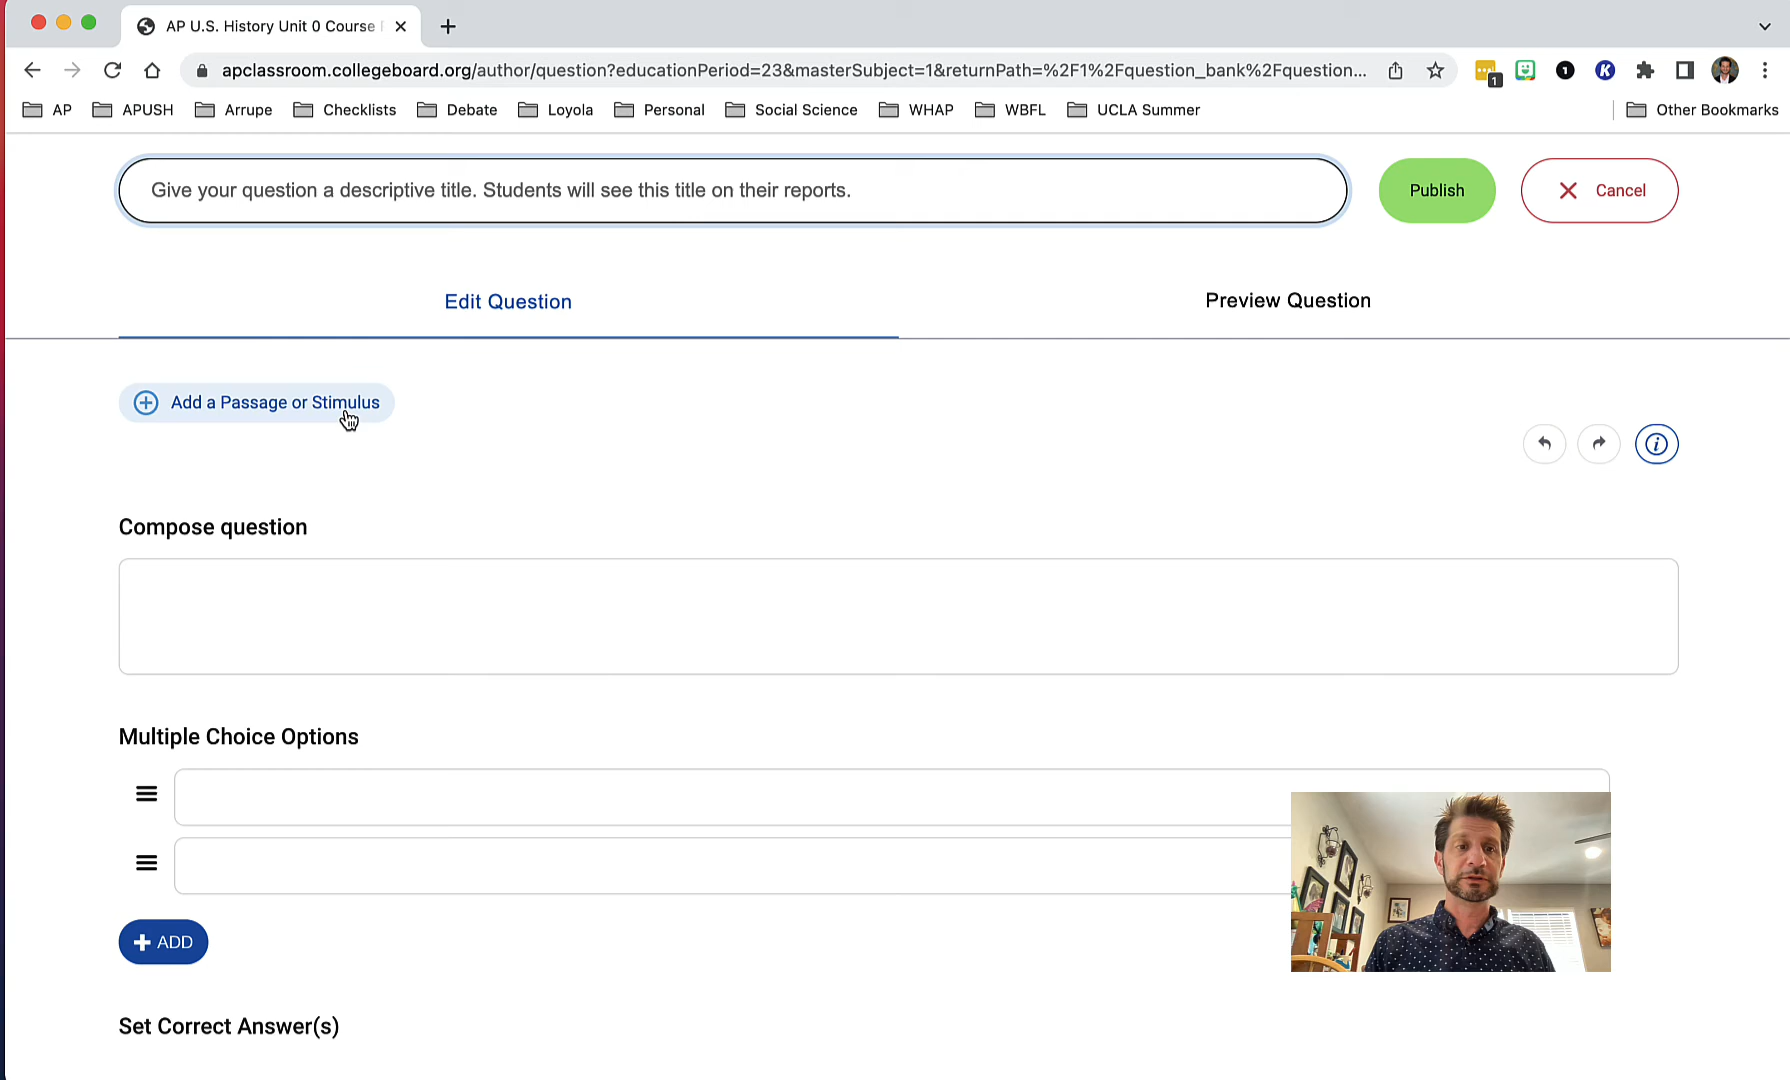 AP U.S. History Unit 0 Course
apclassroom.collegeboard.org/author/question?educationPeriod=23&masterSubject=1&returnPath=%2F1%2Fquestion_bank%2Fquestion...
1
1
K
AP
APUSH
Arrupe
Checklists
Debate
Loyola
Personal
Social Science
WHAP
WBFL
UCLA Summer
Other Bookmarks
Give your question a descriptive title. Students will see this title on their reports.
Publish
Cancel
Edit Question
Preview Question
Add a Passage or Stimulus
Compose question
Multiple Choice Options
ADD
Set Correct Answer(s)